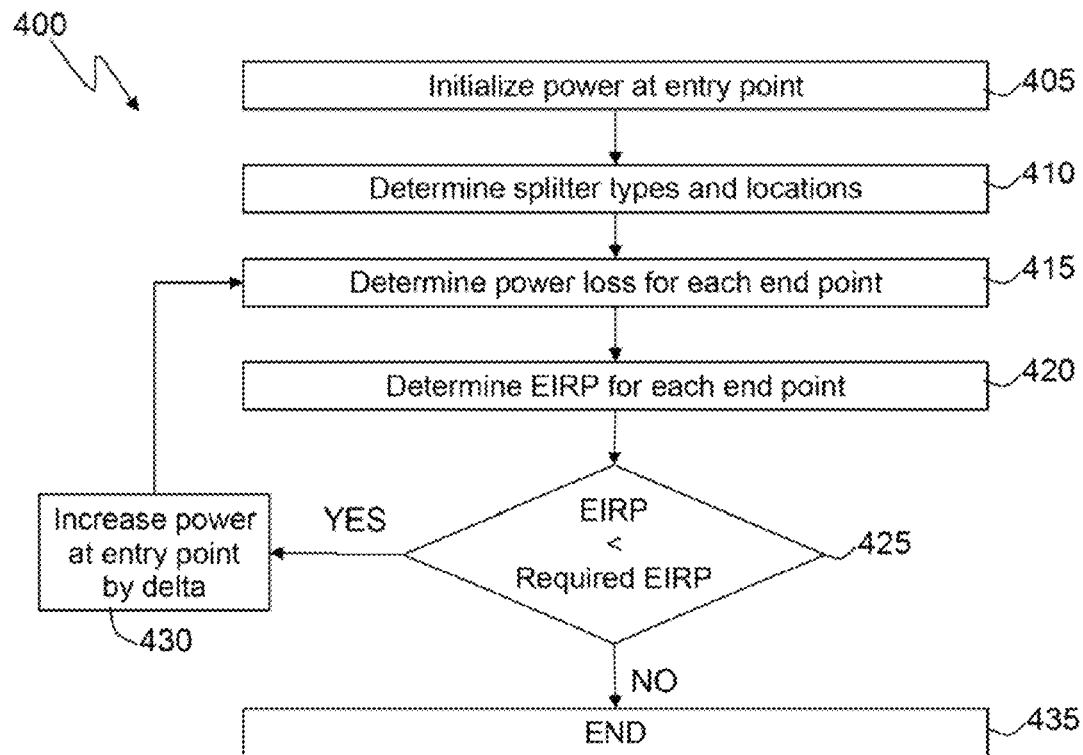 400
Initialize power at entry point
405
Determine splitter types and locations
410
Determine power loss for each end point
415
Determine EIRP for each end point
420
EIRP
<
Required EIRP
425
YES
Increase power
at entry point
by delta
430
NO
END
435